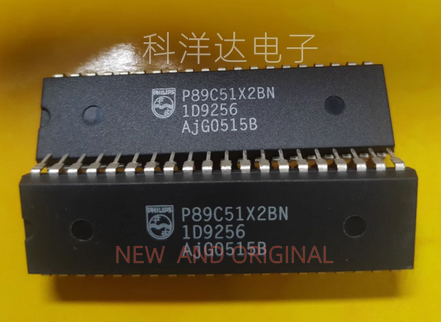 科洋达电子
PHILIPS
P89C51X2BN
1D9256
AjG0515B
PHILIPS
P89C51X2BN
1D9256
AjG0515B
NEW AND ORIGINAL